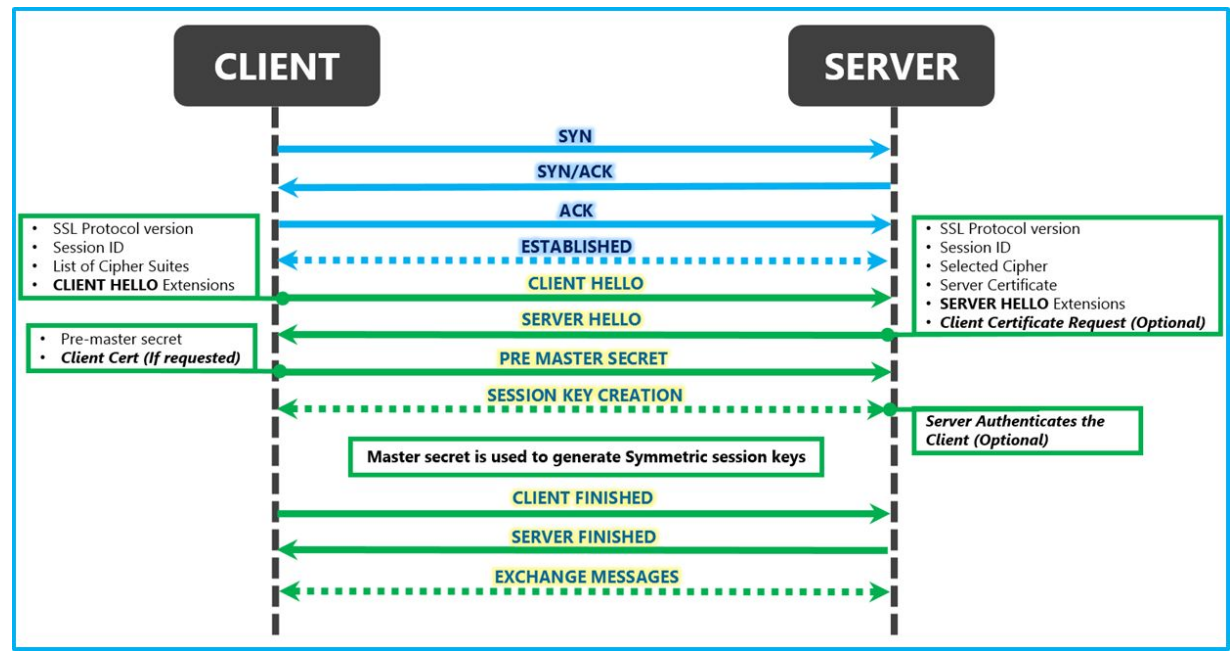 CLIENT
SERVER
SYN
SYN/ACK
ACK
ESTABLISHED
• SSL Protocol version
• Session ID
• List of Cipher Suites
• CLIENT HELLO Extensions
• SSL Protocol version
• Session ID
• Selected Cipher
• Server Certificate
• SERVER HELLO Extensions
• Client Certificate Request (Optional)
CLIENT HELLO
SERVER HELLO
• Pre-master secret
• Client Cert (If requested)
PRE MASTER SECRET
SESSION KEY CREATION
Server Authenticates the
Client (Optional)
Master secret is used to generate Symmetric session keys
CLIENT FINISHED
SERVER FINISHED
EXCHANGE MESSAGES